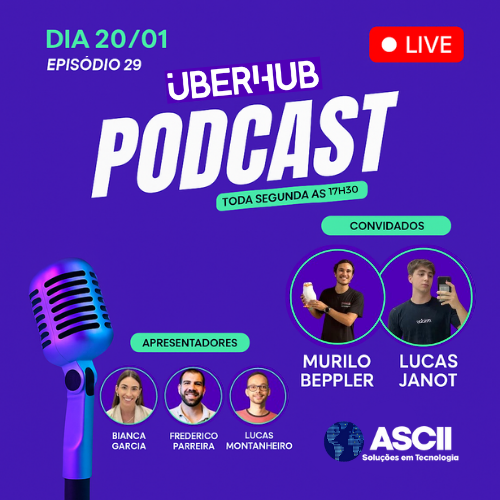 DIA 20/01
EPISÓDIO 29
LIVE
ÜBERHUB
PODCAST
TODA SEGUNDA AS 17H30
CONVIDADOS
MURILO
BEPPLER
LUCAS
JANOT
APRESENTADORES
BIANCA
GARCIA
FREDERICO
PARREIRA
LUCAS
MONTANHEIRO
ASCII
Soluções em Tecnologia